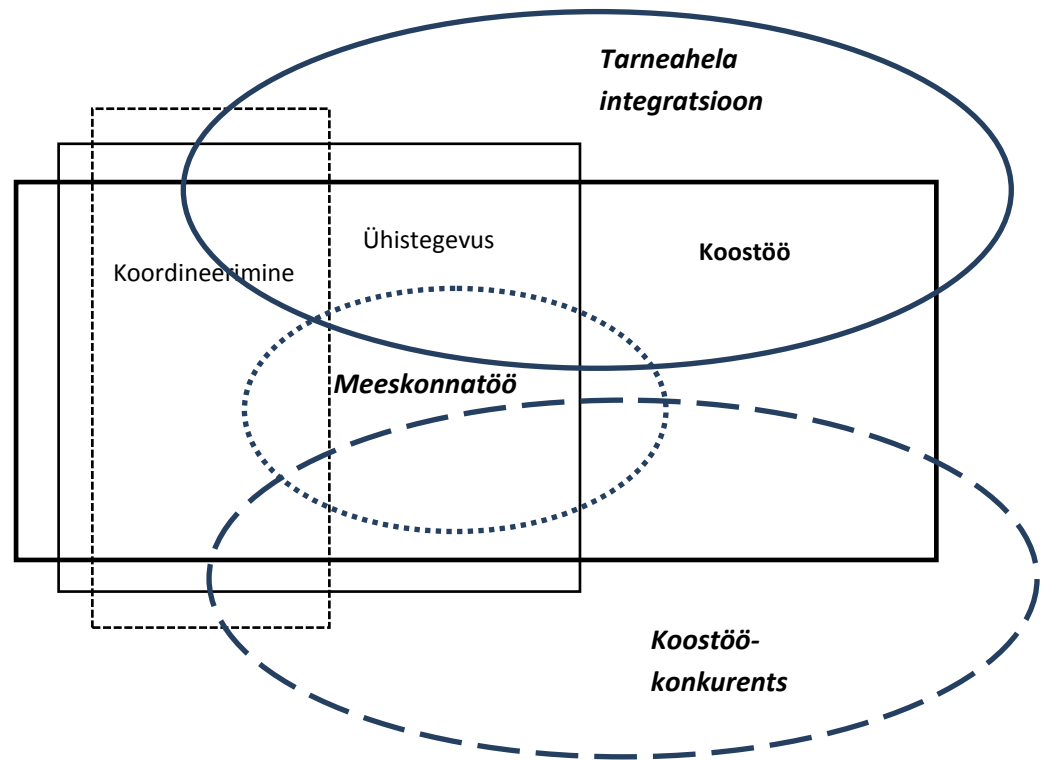 Tarneahela
integratsioon
Ühistegevus
Koostöö
Koordineerimine
Meeskonnatöö
Koostöö-
konkurents